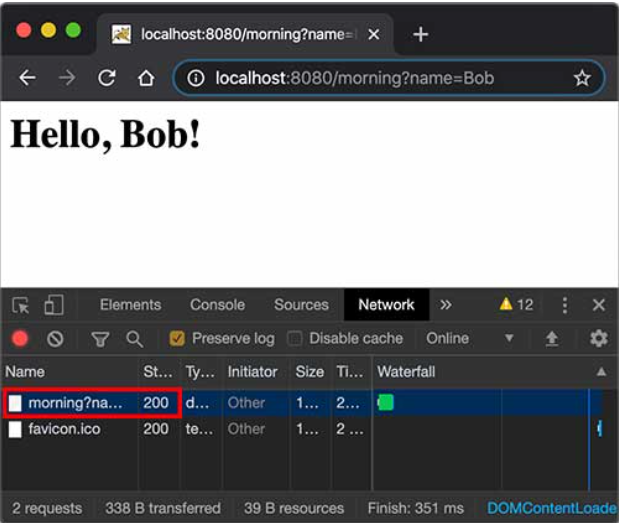 localhost:8080/morning?name=
localhost:8080/morning?name=Bob
Hello, Bob!
Elements Console Sources Network » 12
Preserve log Disable cache Online
Name St... Ty... Initiator Size Ti... Waterfall
morning?na... 200 d... Other 1... 2...
favicon.ico 200 te... Other 1... 2 ...
2 requests 338 B transferred 39 B resources Finish: 351 ms DOMContentLoade